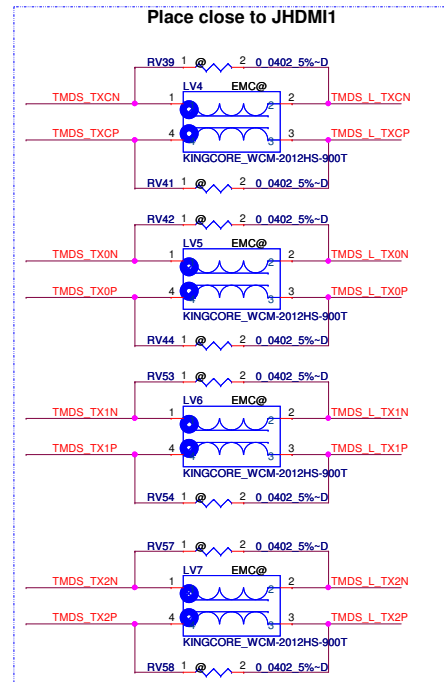 Place close to JHDMI1
RV39 1 @ 2 0_0402_5%~D
LV4 EMC@
TMDS_TXCN 1 2 2 TMDS_L_TXCN
TMDS_TXCP 4 4 3 3 TMDS_L_TXCP
KINGCORE_WCM-2012HS-900T
RV41 1 @ 2 0_0402_5%~D
RV42 1 @ 2 0_0402_5%~D
LV5 EMC@
TMDS_TX0N 1 2 2 TMDS_L_TX0N
TMDS_TX0P 4 4 3 3 TMDS_L_TX0P
KINGCORE_WCM-2012HS-900T
RV44 1 @ 2 0_0402_5%~D
RV53 1 @ 2 0_0402_5%~D
LV6 EMC@
TMDS_TX1N 1 2 2 TMDS_L_TX1N
TMDS_TX1P 4 4 3 3 TMDS_L_TX1P
KINGCORE_WCM-2012HS-900T
RV54 1 @ 2 0_0402_5%~D
RV57 1 @ 2 0_0402_5%~D
LV7 EMC@
TMDS_TX2N 1 2 2 TMDS_L_TX2N
TMDS_TX2P 4 4 3 3 TMDS_L_TX2P
KINGCORE_WCM-2012HS-900T
RV58 1 @ 2 0_0402_5%~D